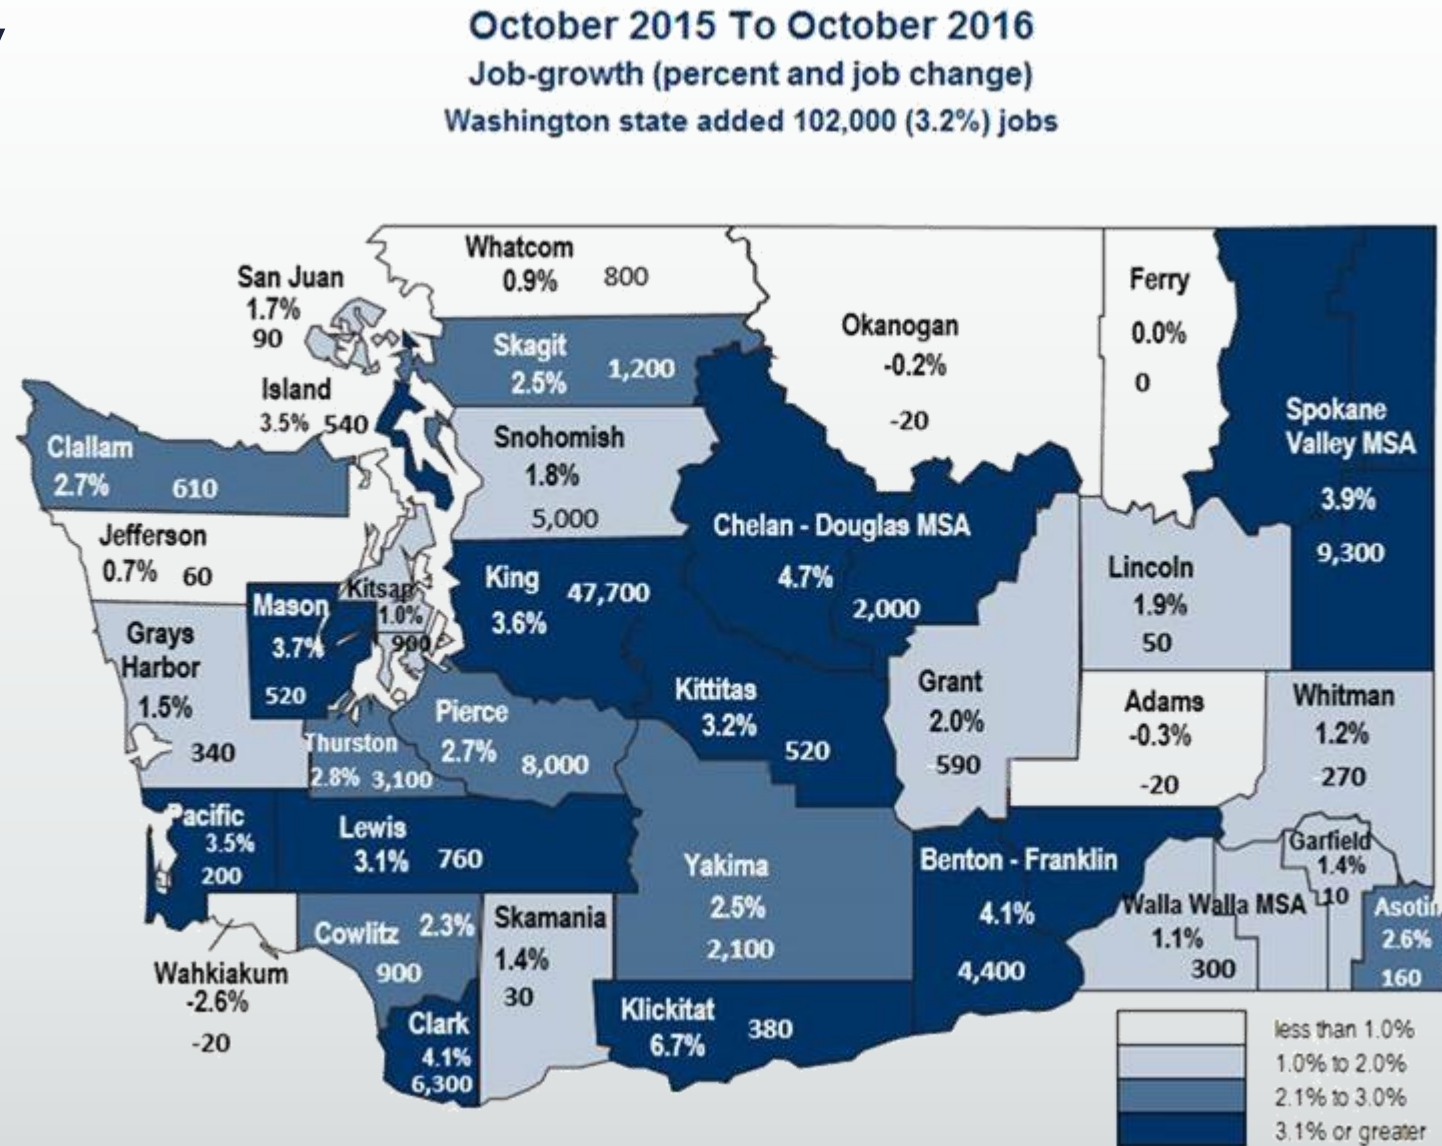 October 2015 To October 2016
Job-growth (percent and job change)
Washington state added 102,000 (3.2%) jobs
Whatcom
0.9% 800
San Juan
1.7%
90
Skagit
2.5% 1,200
Island
3.5% 540
Okanogan
-0.2%
-20
Ferry
0.0%
0
Spokane
Valley MSA
3.9%
9,300
Clallam
2.7% 610
Snohomish
1.8%
5,000
Jefferson
0.7% 60
Chelan - Douglas MSA
4.7%
2,000
King 47,700
3.6%
Kitsap
1.0%
900
Mason
3.7%
520
Lincoln
1.9%
50
Grays
Harbor
1.5%
340
Kittitas
3.2%
520
Grant
2.0%
590
Adams
-0.3%
-20
Whitman
1.2%
270
Pierce
2.7% 8,000
Thurston
2.8% 3,100
Pacific
3.5%
200
Lewis
3.1% 760
Yakima
2.5%
2,100
Benton - Franklin
4.1%
4,400
Garfield
1.4%
10
Walla Walla MSA
1.1%
300
Asotin
2.6%
160
Cowlitz 2.3%
900
Skamania
1.4%
30
Wahkiakum
-2.6%
-20
Clark
4.1%
6,300
Klickitat
6.7% 380
less than 1.0%
1.0% to 2.0%
2.1% to 3.0%
3.1% or greater